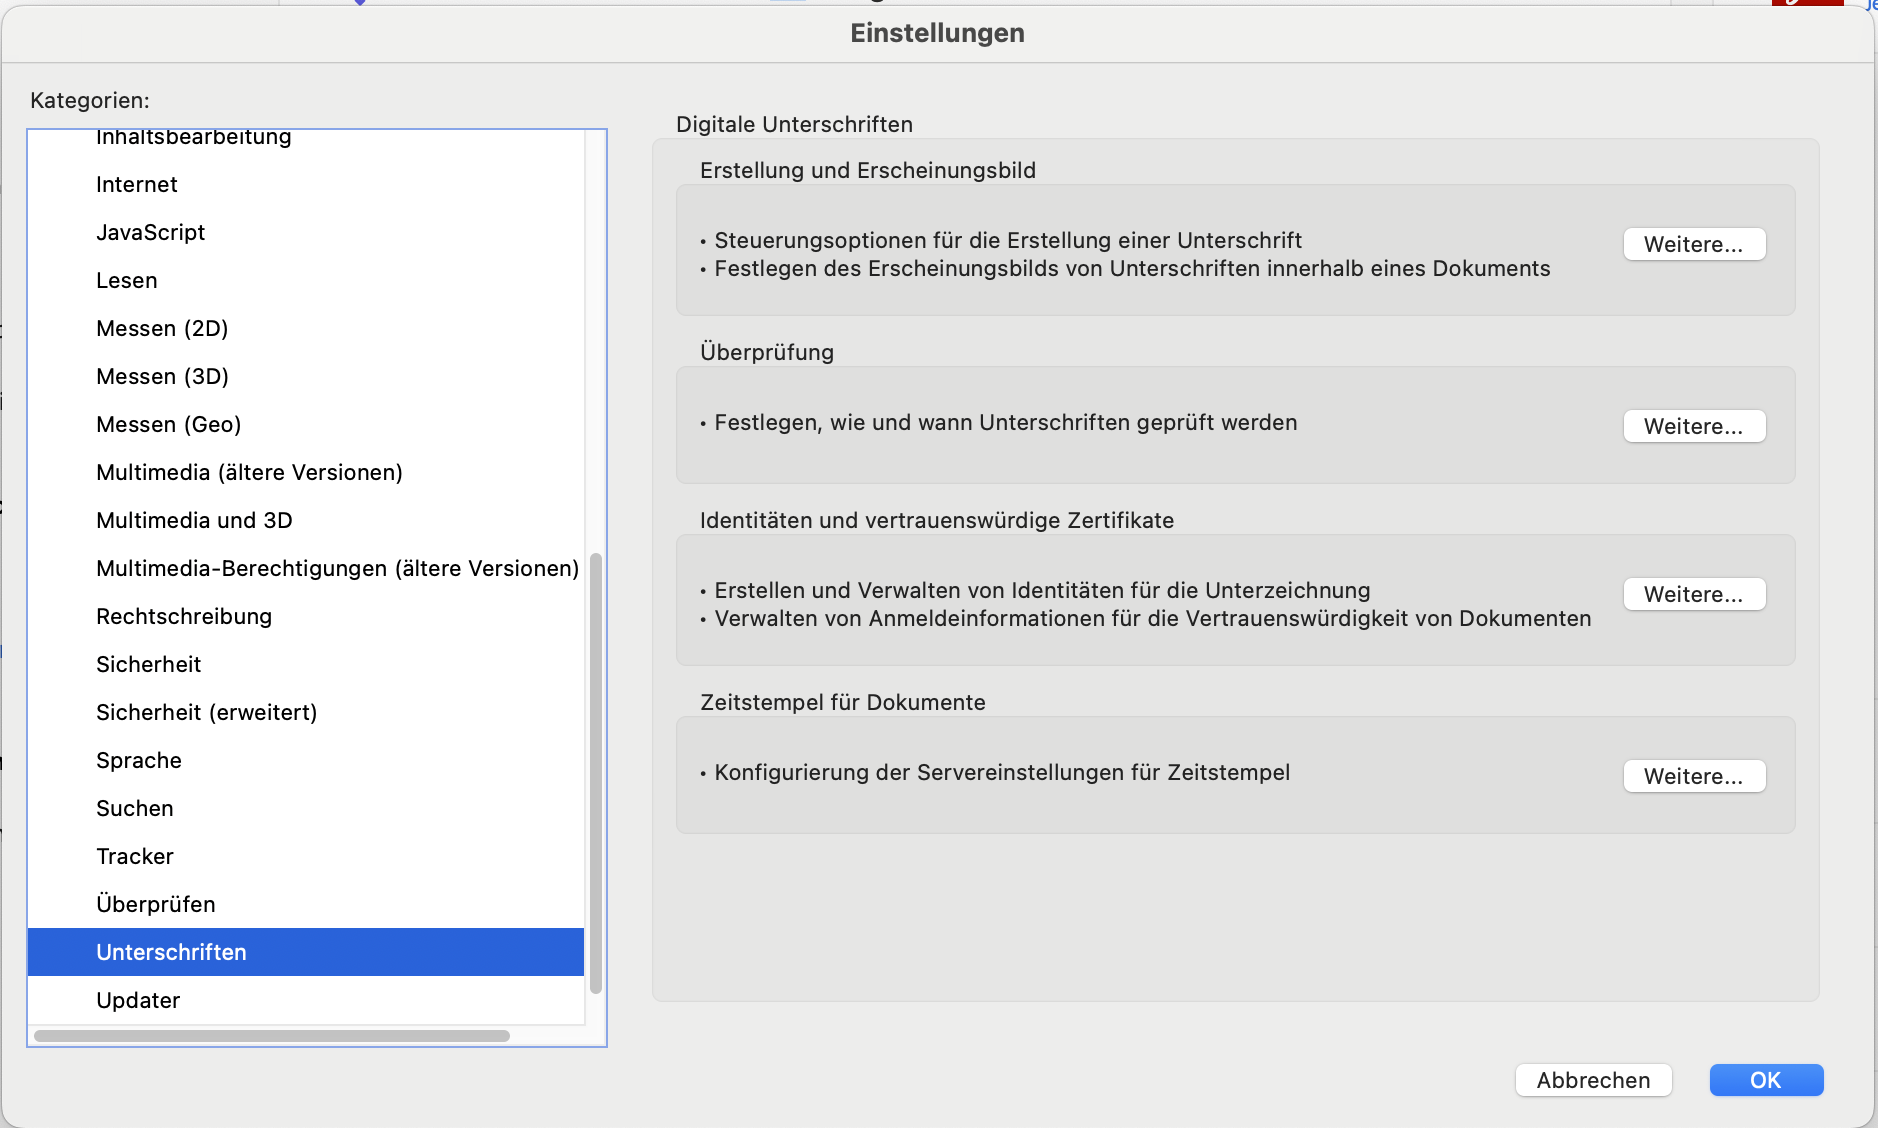 Einstellungen
Kategorien:
Inhaltsbearbeitung
Internet
JavaScript
Lesen
Messen (2D)
Messen (3D)
Messen (Geo)
Multimedia (ältere Versionen)
Multimedia und 3D
Multimedia-Berechtigungen (ältere Versionen)
Rechtschreibung
Sicherheit
Sicherheit (erweitert)
Sprache
Suchen
Tracker
Überprüfen
Unterschriften
Updater
Digitale Unterschriften
Erstellung und Erscheinungsbild
• Steuerungsoptionen für die Erstellung einer Unterschrift
• Festlegen des Erscheinungsbilds von Unterschriften innerhalb eines Dokuments
Weitere...
Überprüfung
• Festlegen, wie und wann Unterschriften geprüft werden
Weitere...
Identitäten und vertrauenswürdige Zertifikate
• Erstellen und Verwalten von Identitäten für die Unterzeichnung
• Verwalten von Anmeldeinformationen für die Vertrauenswürdigkeit von Dokumenten
Weitere...
Zeitstempel für Dokumente
• Konfigurierung der Servereinstellungen für Zeitstempel
Weitere...
Abbrechen
OK